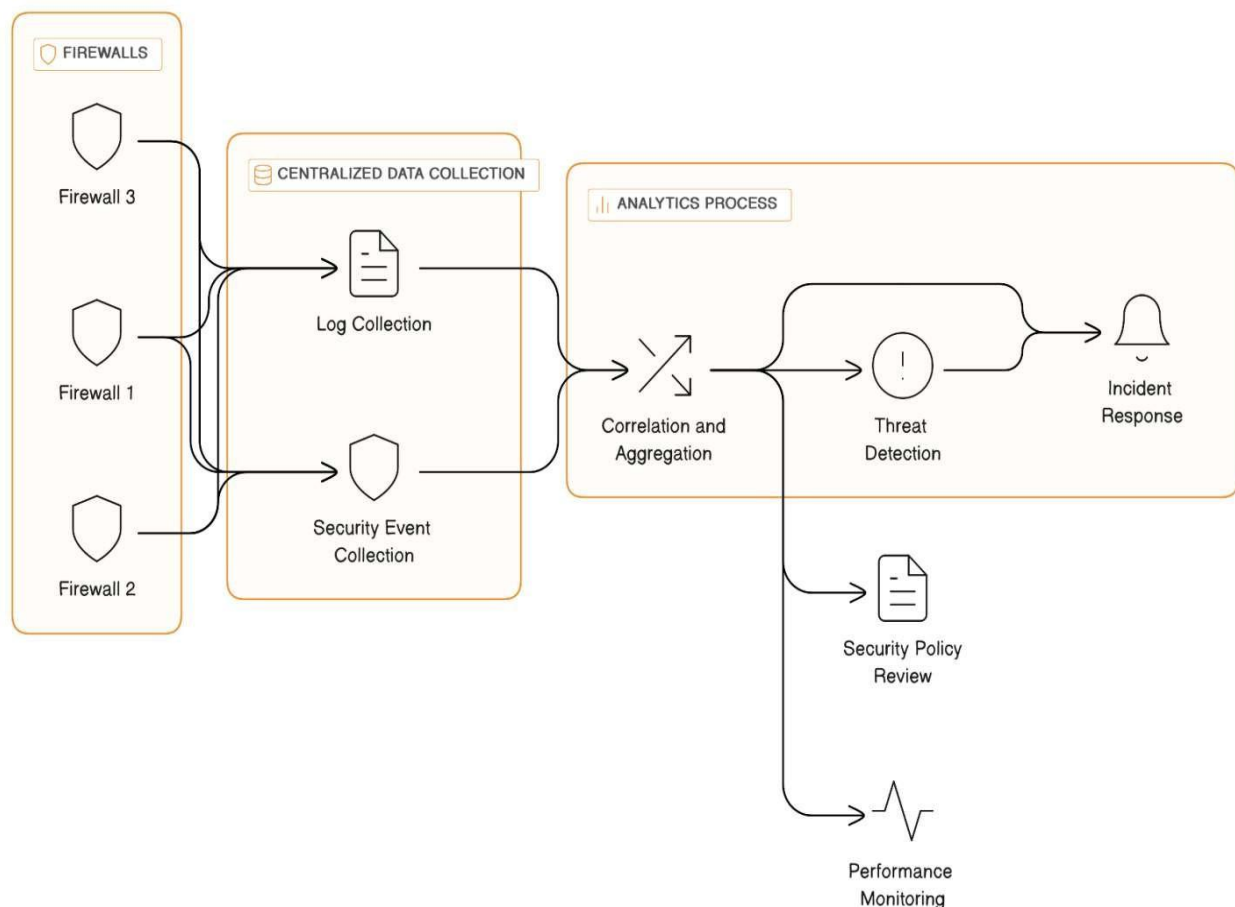 FIREWALLS
Firewall 3
Firewall 1
Firewall 2
CENTRALIZED DATA COLLECTION
Log Collection
Security Event
Collection
ANALYTICS PROCESS
Correlation and
Aggregation
Threat
Detection
Incident
Response
Security Policy
Review
Performance
Monitoring